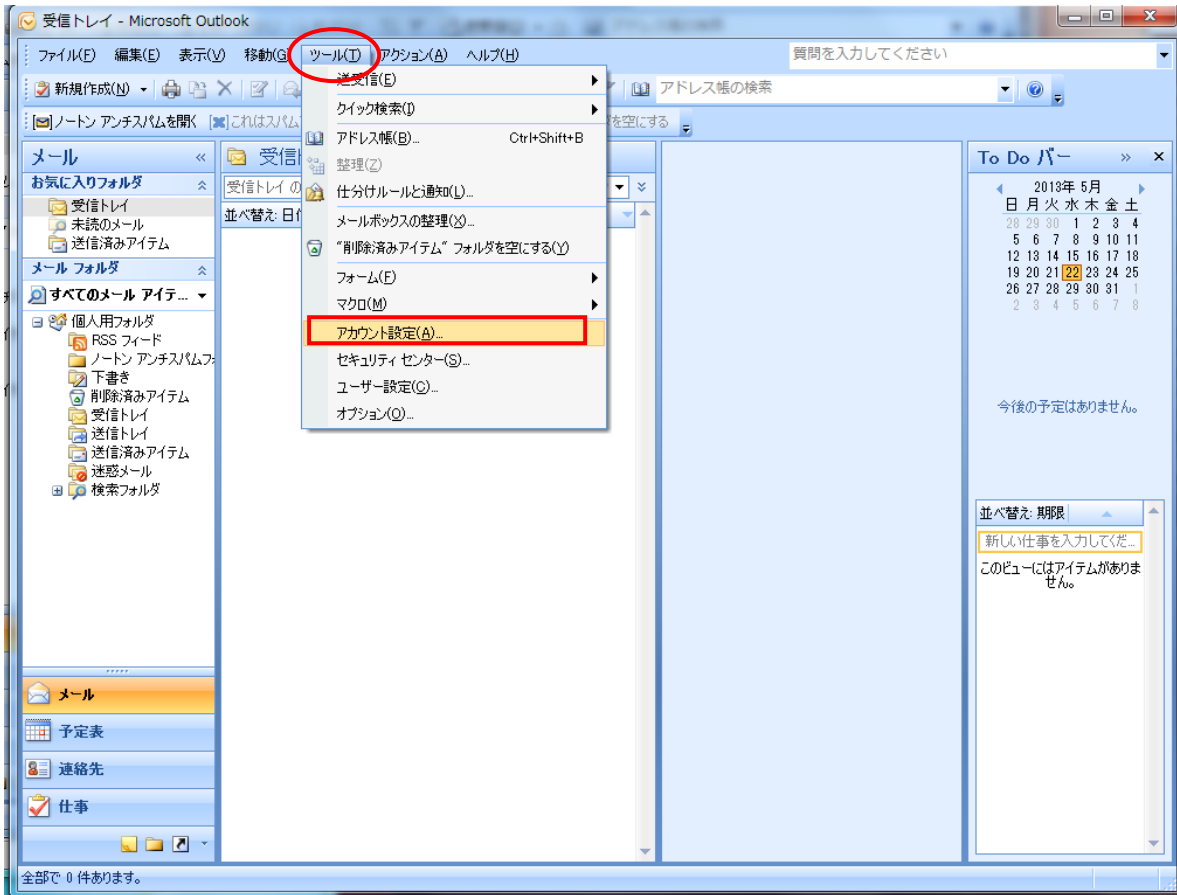 受信トレイ - Microsoft Outlook
ファイル(F) 編集(E) 表示(V) 移動(G) ツール(T) アクション(A) ヘルプ(H) 質問を入力してください
新規作成(N) アドレス帳の検索
ノートン アンチスパムを開く これはスパム を空にする
送受信(E)
クイック検索(I)
アドレス帳(B)... Ctrl+Shift+B
整理(Z)
仕分けルールと通知(L)...
メールボックスの整理(X)...
"削除済みアイテム" フォルダを空にする(Y)
フォーム(F)
マクロ(M)
アカウント設定(A)...
セキュリティ センター(S)...
ユーザー設定(C)...
オプション(O)...
メール
お気に入りフォルダ
受信トレイ
未読のメール
送信済みアイテム
メール フォルダ
すべてのメール アイテ...
個人用フォルダ
RSS フィード
ノートン アンチスパムフォ
下書き
削除済みアイテム
受信トレイ
送信トレイ
送信済みアイテム
迷惑メール
検索フォルダ
メール
予定表
連絡先
仕事
受信
受信トレイ の
並べ替え: 日付
To Do バー
2013年 5月
日 月 火 水 木 金 土
28 29 30 1 2 3 4
5 6 7 8 9 10 11
12 13 14 15 16 17 18
19 20 21 22 23 24 25
26 27 28 29 30 31 1
2 3 4 5 6 7 8
今後の予定はありません。
並べ替え: 期限
新しい仕事を入力してくだ...
このビューにはアイテムがありま
せん。
全部で 0 件あります。